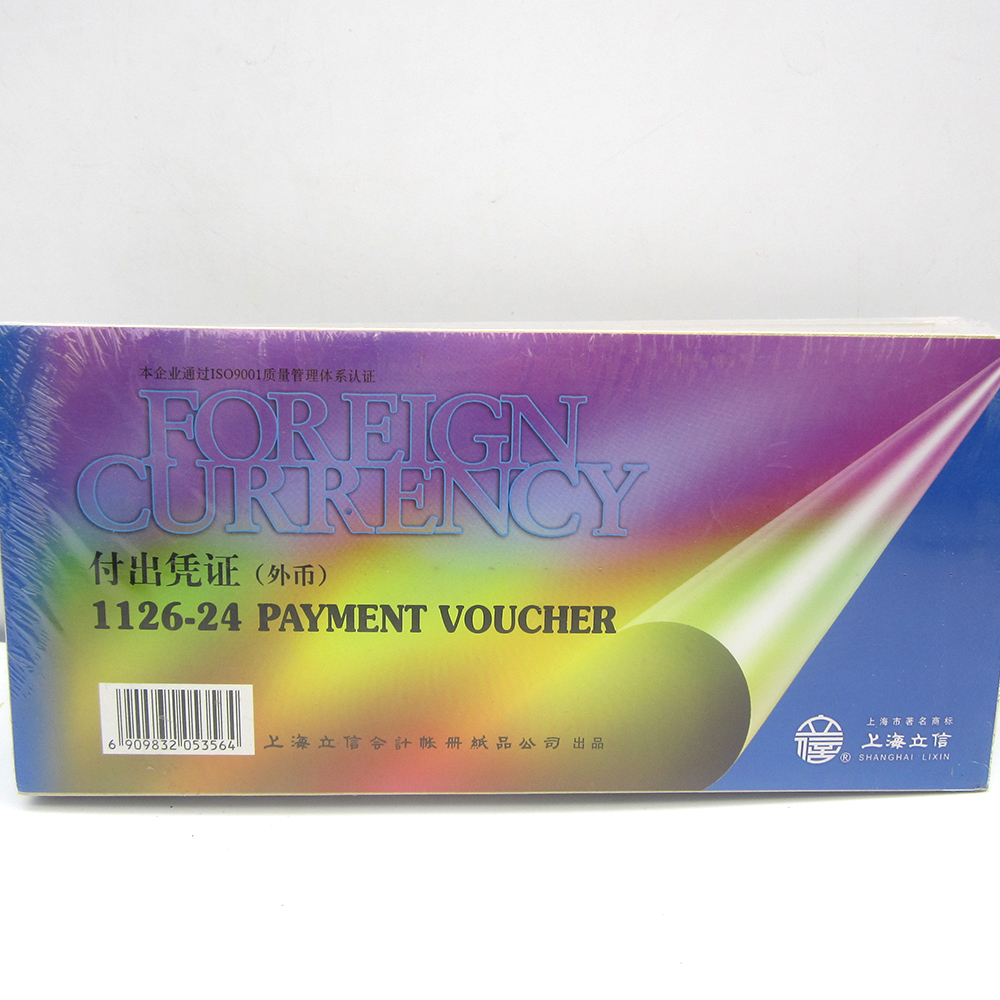 本企业通过ISO9001质量管理体系认证
FOREIGN
CURRENCY
付出凭证（外币）
1126-24 PAYMENT VOUCHER
6 909832 053564
上海立信会計帐册紙品公司 出品
上海市著名商标
上海立信
®
SHANGHAI LIXIN